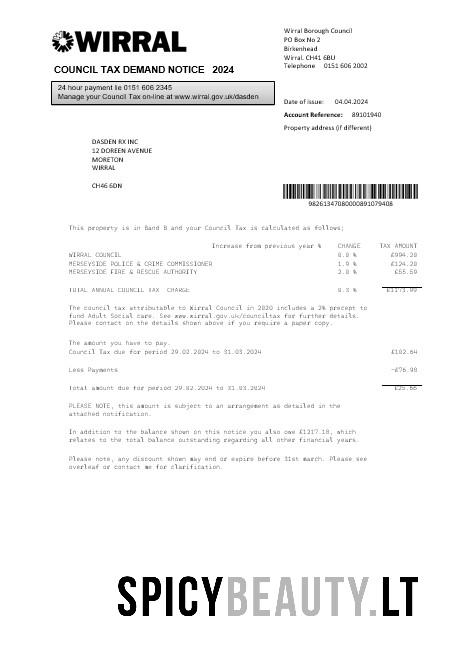 WIRRAL
COUNCIL TAX DEMAND NOTICE 2024
24 hour payment lie 0151 606 2345
Manage your Council Tax on-line at www.wirral.gov.uk/dasden
Wirral Borough Council
PO Box No 2
Birkenhead
Wirral. CH41 6BU
Telephone 0151 606 2002
Date of issue: 04.04.2024
Account Reference: 89101940
Property address (if different)
DASDEN RX INC
12 DOREEN AVENUE
MORETON
WIRRAL
CH46 6DN
98261347080000891079408
This property is in Band B and your Council Tax is calculated as follows;
Increase from previous year % CHANGE TAX AMOUNT
WIRRAL COUNCIL 0.0 % £994.20
MERSEYSIDE POLICE & CRIME COMMISSIONER 1.9 % £124.20
MERSEYSIDE FIRE & RESCUE AUTHORITY 2.0 % £55.59
TOTAL ANNUAL COUNCIL TAX CHARGE 0.3 % £1173.99
The council tax attributable to Wirral Council in 2020 includes a 2% precept to
fund Adult Social care. See www.wirral.gov.uk/counciltax for further details.
Please contact on the details shown above if you require a paper copy.
The amount you have to pay.
Council Tax due for period 29.02.2024 to 31.03.2024 £102.64
Less Payments -£76.98
Total amount due for period 29.02.2024 to 31.03.2024 £25.66
PLEASE NOTE, this amount is subject to an arrangement as detailed in the
attached notification.
In addition to the balance shown on this notice you also owe £1217.18, which
relates to the total balance outstanding regarding all other financial years.
Please note, any discount shown may end or expire before 31st march. Please see
overleaf or contact me for clarification.
SPICYBEAUTY.LT